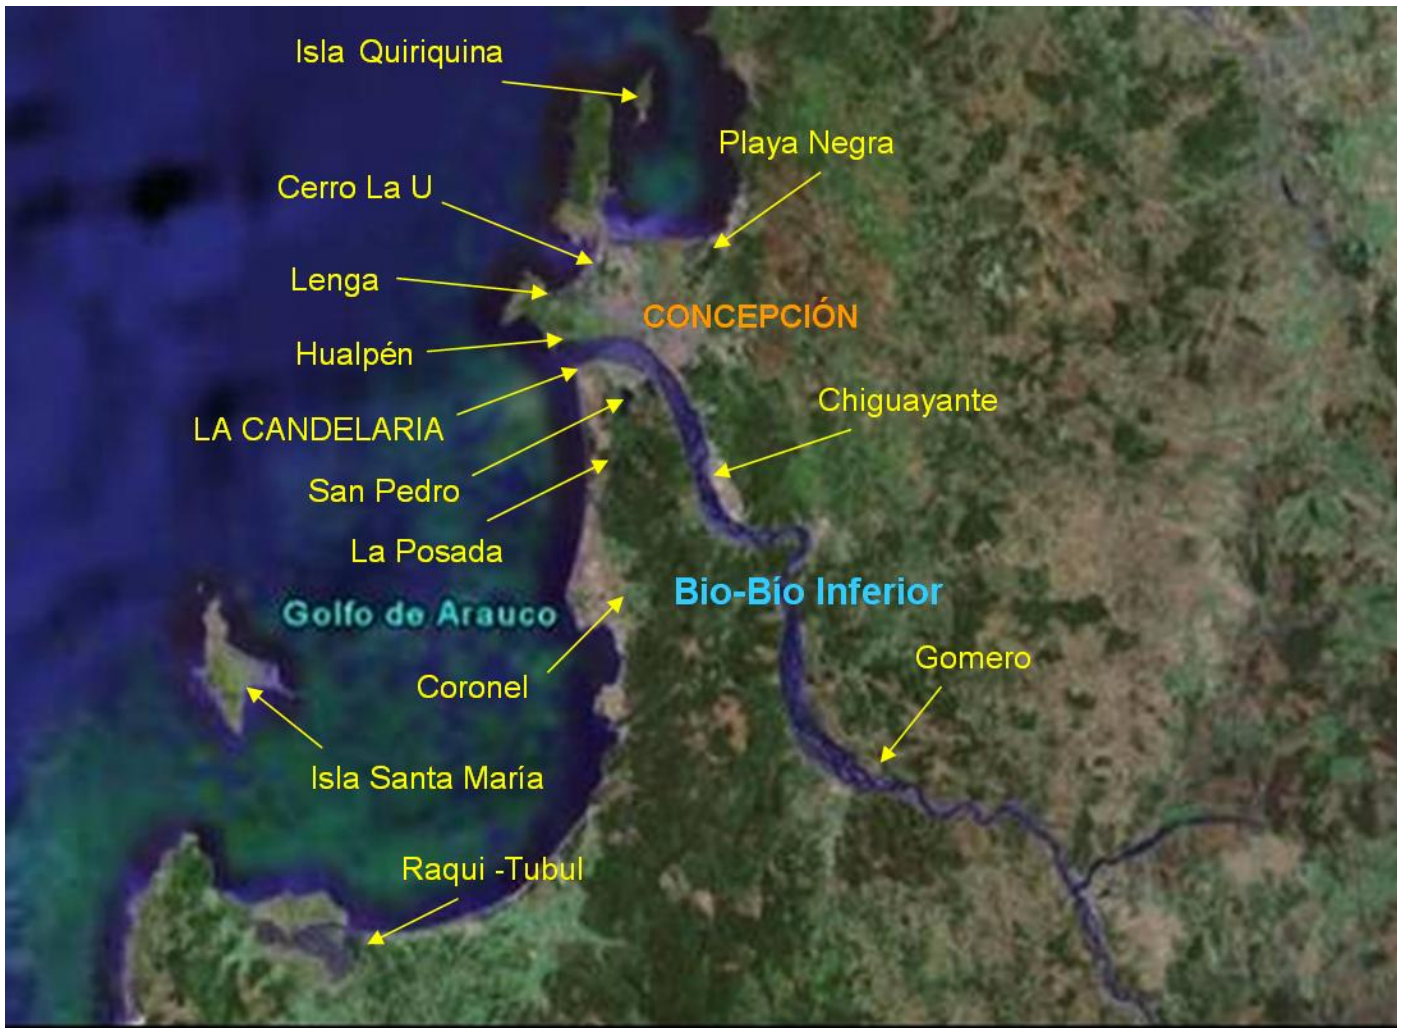 Isla Quiriquina
Playa Negra
Cerro La U
Lenga
CONCEPCIÓN
Hualpén
Chiguayante
LA CANDELARIA
San Pedro
La Posada
Bio-Bío Inferior
Golfo de Arauco
Gomero
Coronel
Isla Santa María
Raqui -Tubul